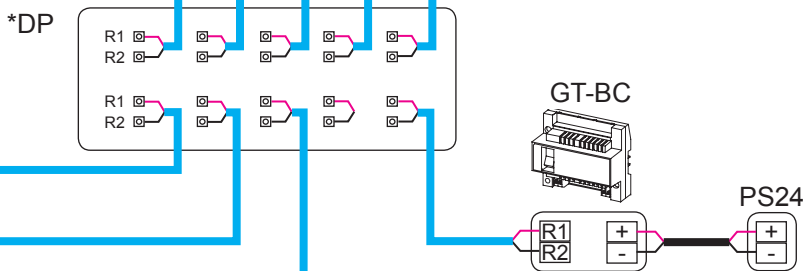 *DP
R1
R2
R1
R2
GT-BC
PS24
R1 +
R2 -
+
-